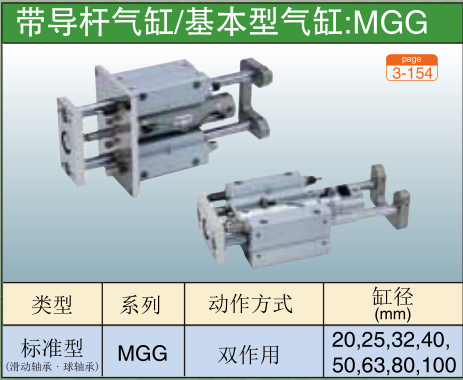 带导杆气缸/基本型气缸:MGG
page
3-154
类型 系列 动作方式 缸径
(mm)
标准型
(滑动轴承·球轴承)
MGG 双作用
20,25,32,40,
50,63,80,100